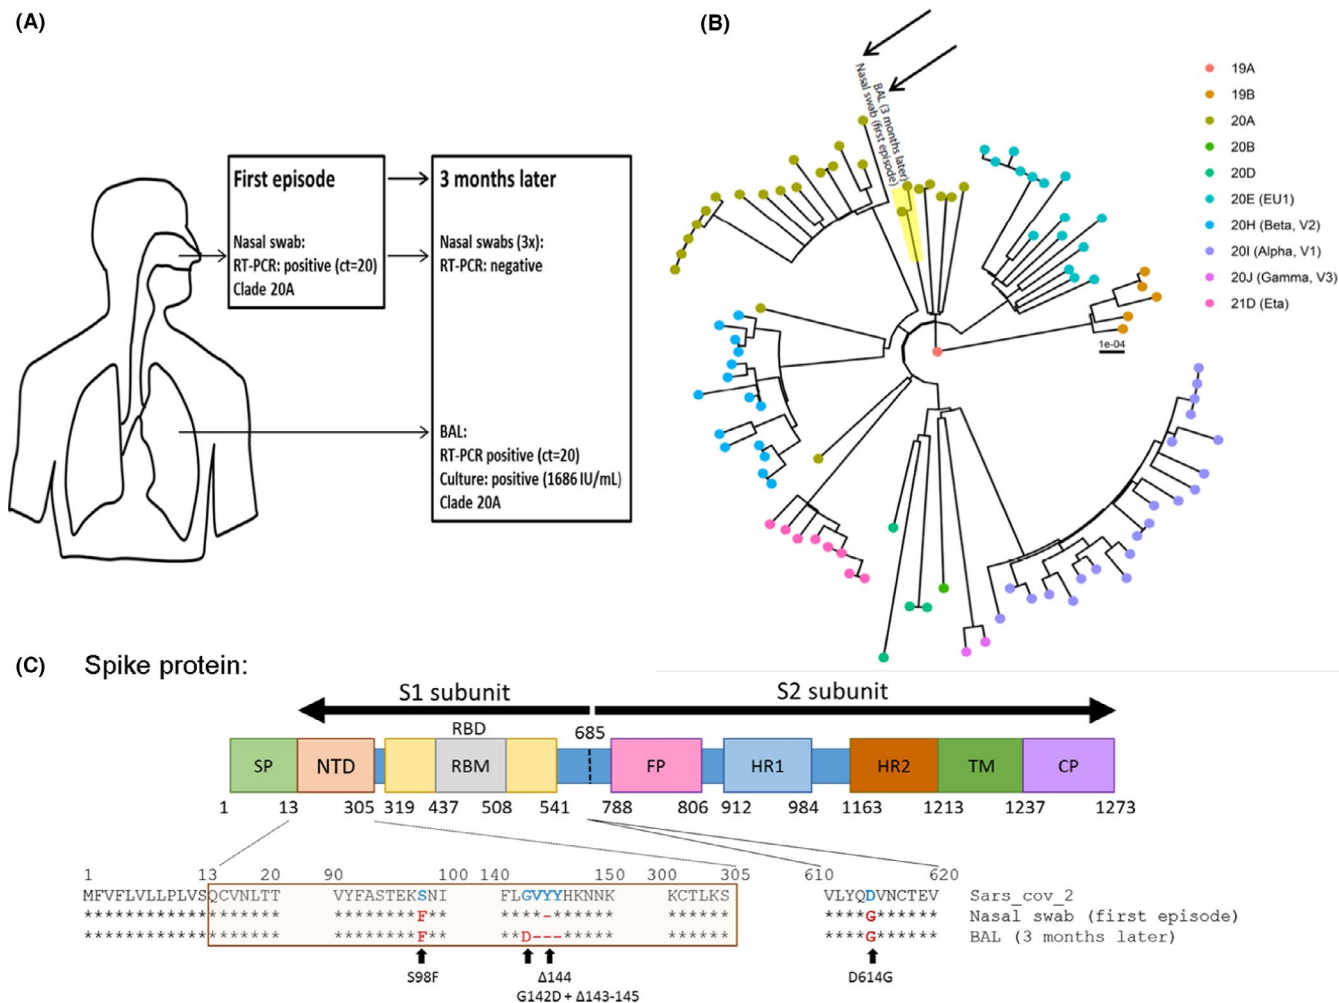 (A)
First episode
Nasal swab:
RT-PCR: positive (ct=20)
Clade 20A
3 months later
Nasal swabs (3x):
RT-PCR: negative
BAL:
RT-PCR positive (ct=20)
Culture: positive (1686 IU/mL)
Clade 20A
(B)
Nasal swab (first episode)
BAL (3 months later)
19A
19B
20A
20B
20D
20E (EU1)
20H (Beta, V2)
20I (Alpha, V1)
20J (Gamma, V3)
21D (Eta)
1e-04
(C) Spike protein:
S1 subunit S2 subunit
RBD 685
SP NTD RBM FP HR1 HR2 TM CP
1 13 305 319 437 508 541 788 806 912 984 1163 1213 1237 1273
1 13 20 90 100 140 150 300 305 610 620
MFVFLVLLPLVSQCVNLTT VYFASTEKSNI FLGVYYHKNNK KCTLKS VLYQDVNCTEV Sars_cov_2
******************* ********F** *****-***** ****** ****G****** Nasal swab (first episode)
******************* ********F** **D---***** ****** ****G****** BAL (3 months later)
S98F Δ144 D614G
G142D + Δ143-145